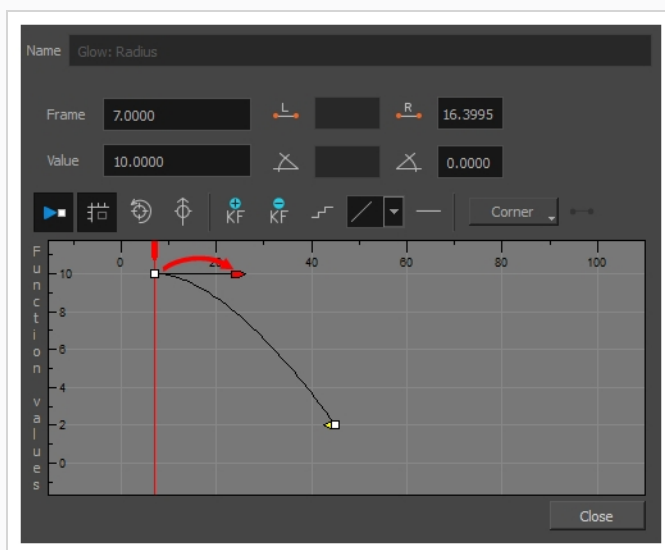 Name Glow: Radius
L R
Frame 7.0000 16.3995
Value 10.0000 0.0000
KF KF Corner
Function values
0 20 40 60 80 100
10
8
6
4
2
0
Close